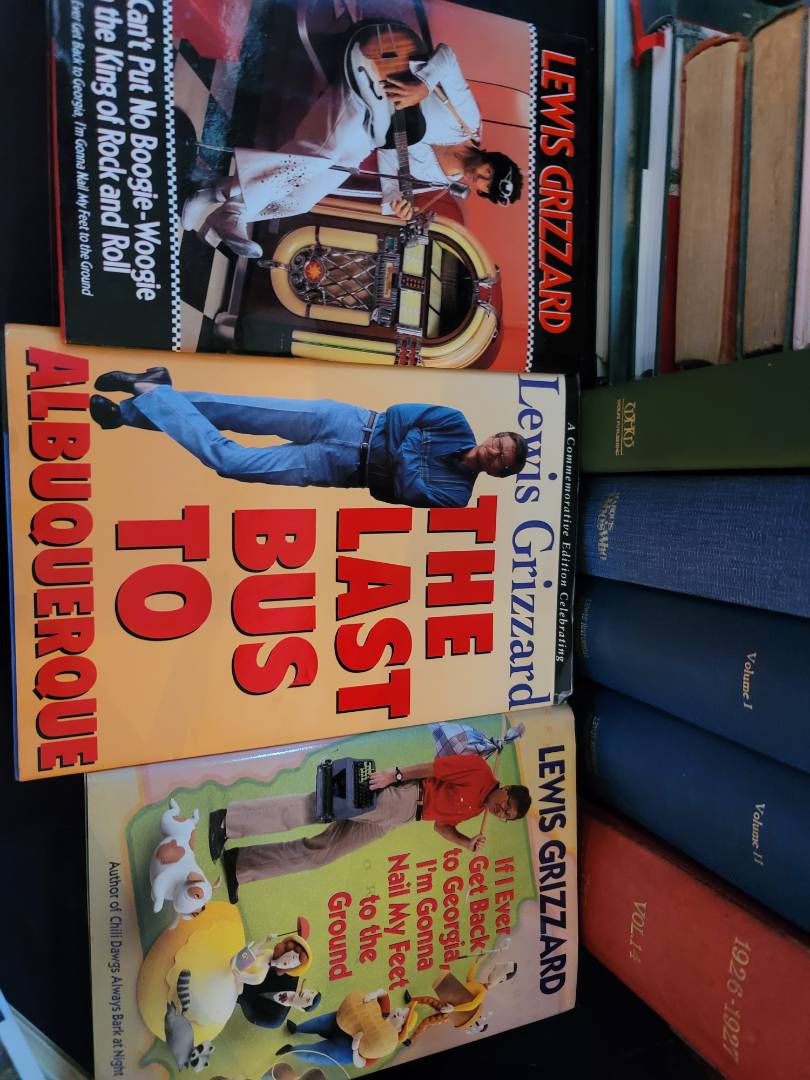 LEWIS GRIZZARD
Can't Put No Boogie-Woogie
the King of Rock and Roll
Ever Get Back to Georgia, I'm Gonna Nail My Feet to the Ground
A Commemorative Edition Celebrating
Lewis Grizzard
THE
LAST
BUS
TO
ALBUQUERQUE
LEWIS GRIZZARD
If I Ever
Get Back
to Georgia,
I'm Gonna
Nail My Feet
to the
Ground
Author of Chili Dawgs Always Bark at Night
WOLFE PUBLISHING
Volume I
Volume II
VOL. 14
1926-1927